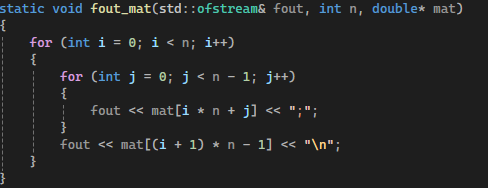 static void fout_mat(std::ofstream& fout, int n, double* mat)
{
    for (int i = 0; i < n; i++)
    {
        for (int j = 0; j < n - 1; j++)
        {
            fout << mat[i * n + j] << ";";
        }
        fout << mat[(i + 1) * n - 1] << "\n";
    }
}